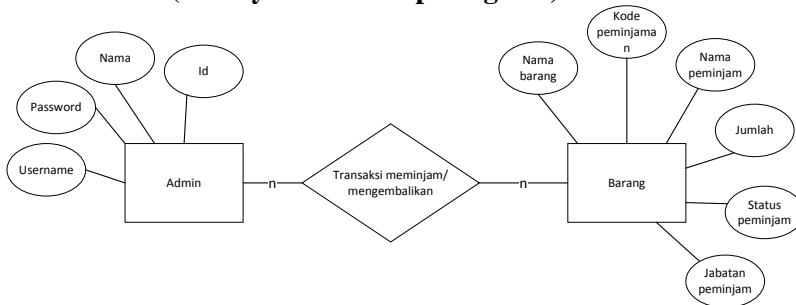 Nama
Id
Password
Username
Admin
n
Transaksi meminjam/
mengembalikan
n
Barang
Nama
barang
Kode
peminjama
n
Nama
peminjam
Jumlah
Status
peminjam
Jabatan
peminjam